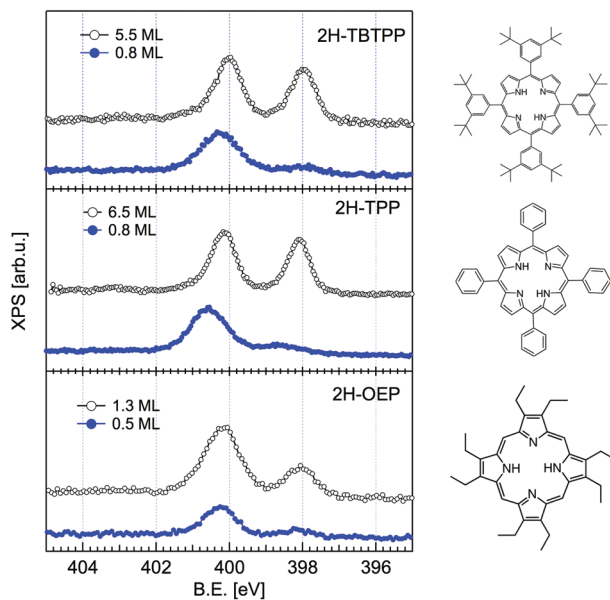 5.5 ML
0.8 ML
2H-TBTPP
6.5 ML
0.8 ML
2H-TPP
1.3 ML
0.5 ML
2H-OEP
XPS [arb.u.]
404 402 400 398 396
B.E. [eV]
NH N
N HN
NH N
N HN
N
NH HN
N